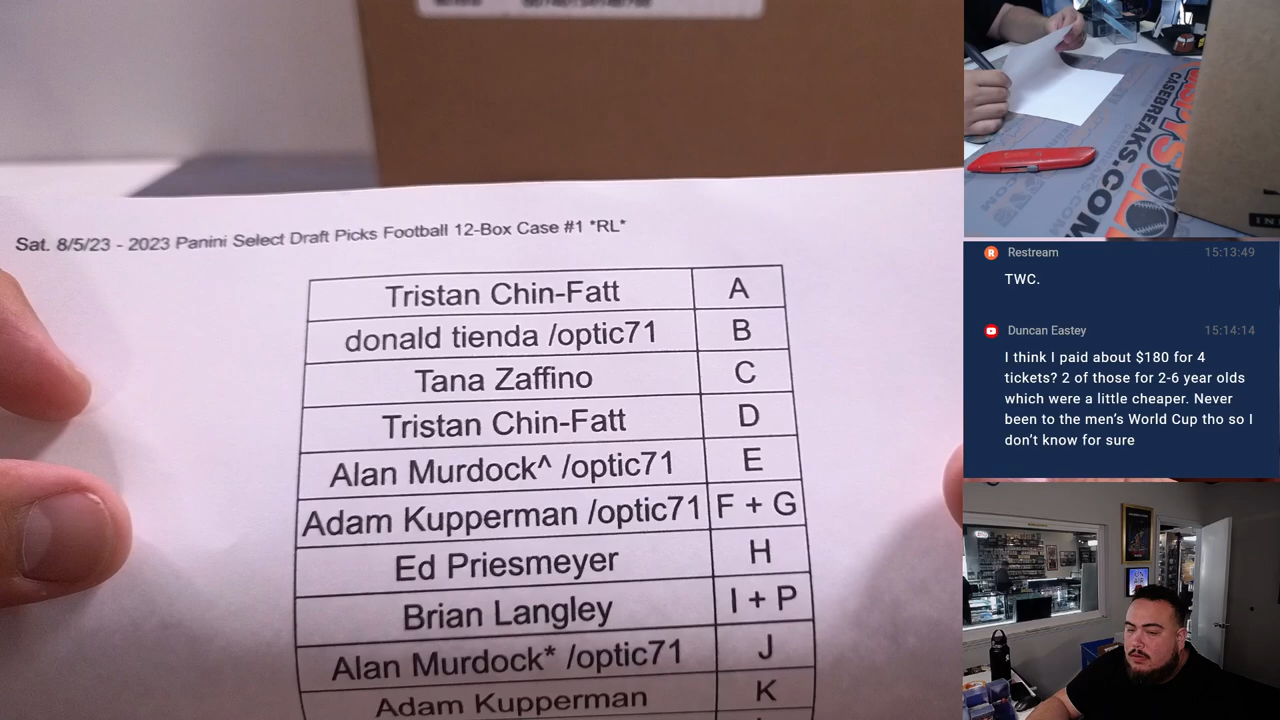 Sat. 8/5/23 - 2023 Panini Select Draft Picks Football 12-Box Case #1 *RL*
Tristan Chin-Fatt A
donald tienda /optic71 B
Tana Zaffino C
Tristan Chin-Fatt D
Alan Murdock^ /optic71 E
Adam Kupperman /optic71 F + G
Ed Priesmeyer H
Brian Langley I + P
Alan Murdock* /optic71 J
Adam Kupperman K
CASEBREAKS.COM
R Restream 15:13:49
TWC.
Duncan Eastey 15:14:14
I think I paid about $180 for 4
tickets? 2 of those for 2-6 year olds
which were a little cheaper. Never
been to the men's World Cup tho so I
don't know for sure